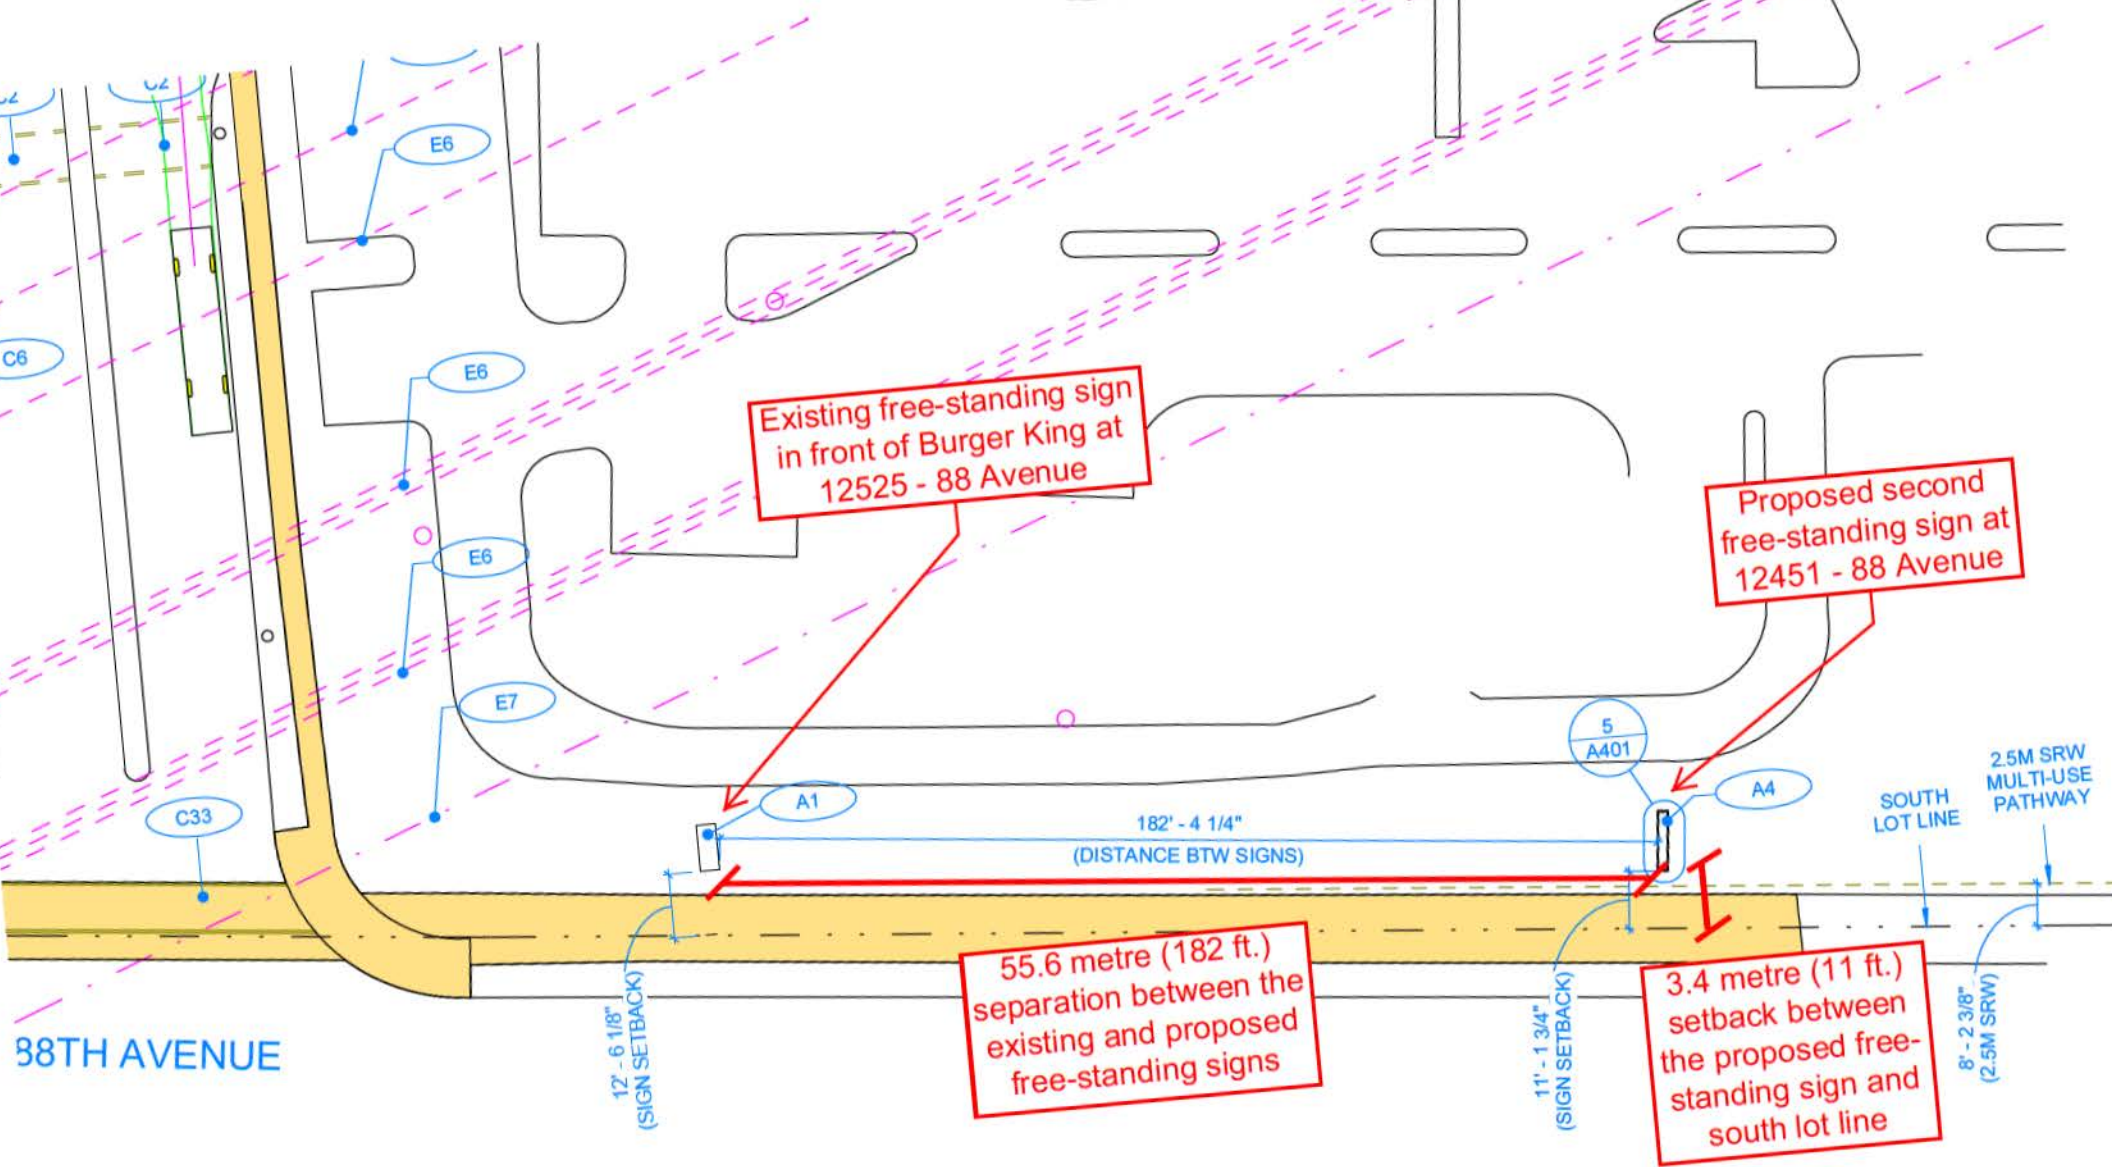 C2
E6
C6
E6
E6
E7
C33
Existing free-standing sign
in front of Burger King at
12525 - 88 Avenue
Proposed second
free-standing sign at
12451 - 88 Avenue
5
A401
A1
A4
182' - 4 1/4"
(DISTANCE BTW SIGNS)
SOUTH
LOT LINE
2.5M SRW
MULTI-USE
PATHWAY
12' - 6 1/8"
(SIGN SETBACK)
55.6 metre (182 ft.)
separation between the
existing and proposed
free-standing signs
11' - 1 3/4"
(SIGN SETBACK)
3.4 metre (11 ft.)
setback between
the proposed free-
standing sign and
south lot line
8' - 2 3/8"
(2.5M SRW)
88TH AVENUE